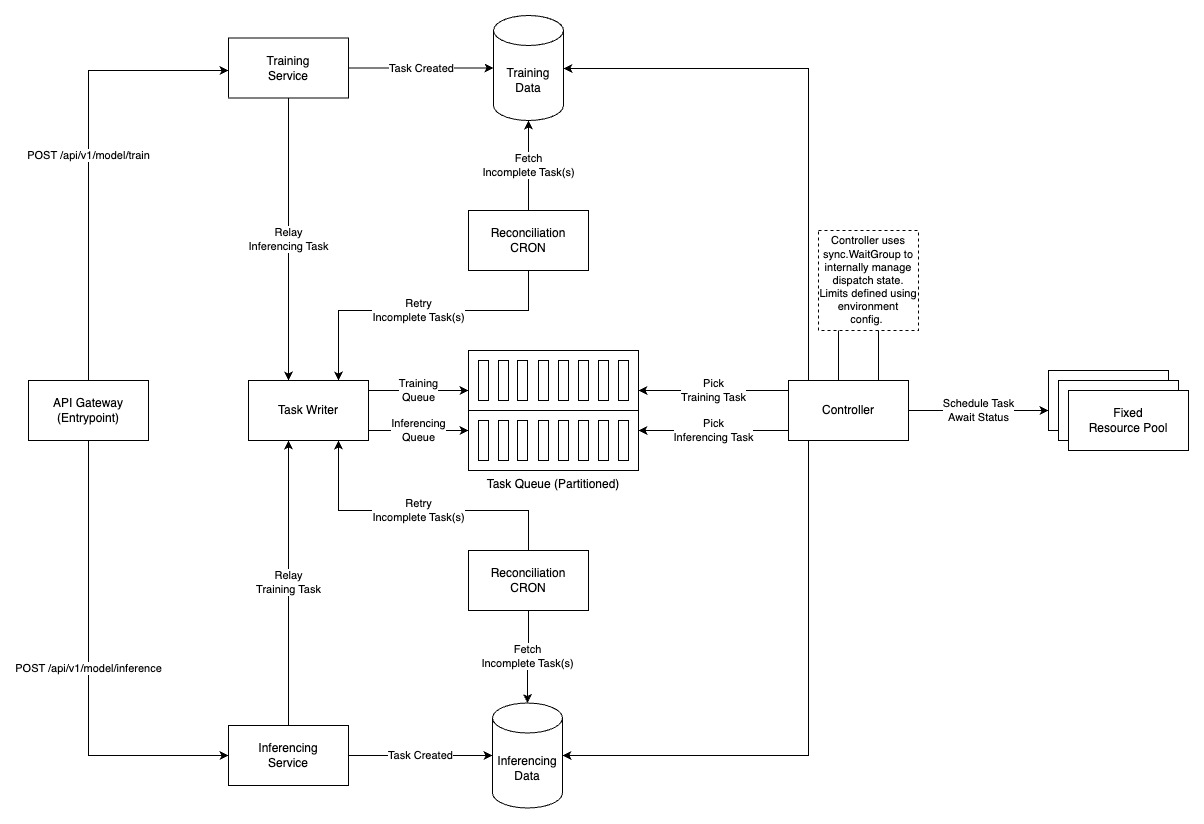 Training
Service
Task Created
Training
Data
POST /api/v1/model/train
Fetch
Incomplete Task(s)
Relay
Inferencing Task
Reconciliation
CRON
Controller uses
sync.WaitGroup to
internally manage
dispatch state.
Limits defined using
environment
config.
Retry
Incomplete Task(s)
API Gateway
(Entrypoint)
Task Writer
Training
Queue
Inferencing
Queue
Pick
Training Task
Pick
Inferencing Task
Controller
Schedule Task
Await Status
Fixed
Resource Pool
Task Queue (Partitioned)
Retry
Incomplete Task(s)
Relay
Training Task
Reconciliation
CRON
Fetch
Incomplete Task(s)
POST /api/v1/model/inference
Inferencing
Service
Task Created
Inferencing
Data